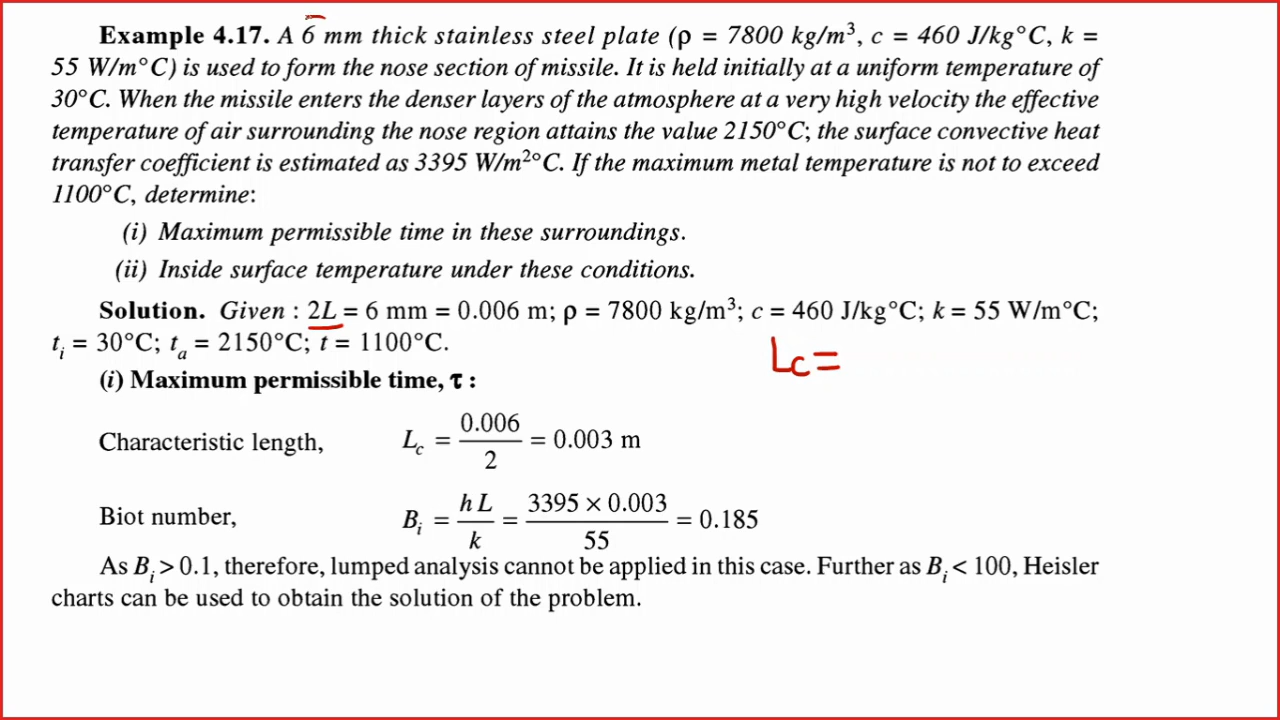 Example 4.17. A 6 mm thick stainless steel plate (ρ = 7800 kg/m³, c = 460 J/kg°C, k =
55 W/m°C) is used to form the nose section of missile. It is held initially at a uniform temperature of
30°C. When the missile enters the denser layers of the atmosphere at a very high velocity the effective
temperature of air surrounding the nose region attains the value 2150°C; the surface convective heat
transfer coefficient is estimated as 3395 W/m²°C. If the maximum metal temperature is not to exceed
1100°C, determine:
(i) Maximum permissible time in these surroundings.
(ii) Inside surface temperature under these conditions.
Solution. Given : 2L = 6 mm = 0.006 m; ρ = 7800 kg/m³; c = 460 J/kg°C; k = 55 W/m°C;
tᵢ = 30°C; tₐ = 2150°C; t = 1100°C.
Lc =
(i) Maximum permissible time, τ :
Characteristic length, L_c = 0.006 / 2 = 0.003 m
Biot number, Bᵢ = hL / k = 3395 × 0.003 / 55 = 0.185
As Bᵢ > 0.1, therefore, lumped analysis cannot be applied in this case. Further as Bᵢ < 100, Heisler
charts can be used to obtain the solution of the problem.